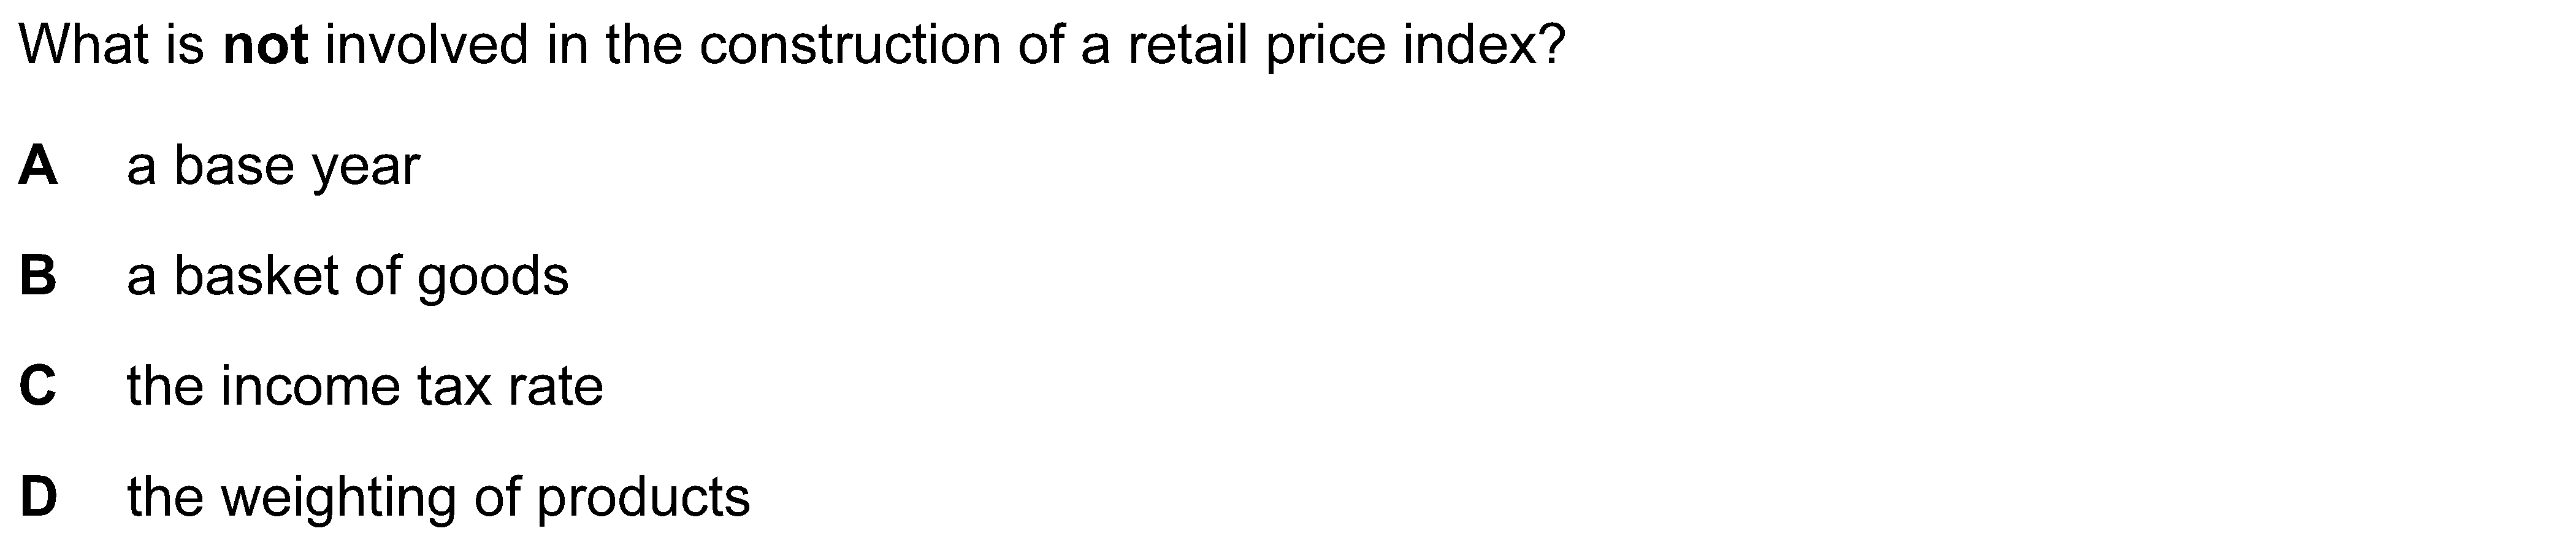 What is not involved in the construction of a retail price index?
A a base year
B a basket of goods
C the income tax rate
D the weighting of products